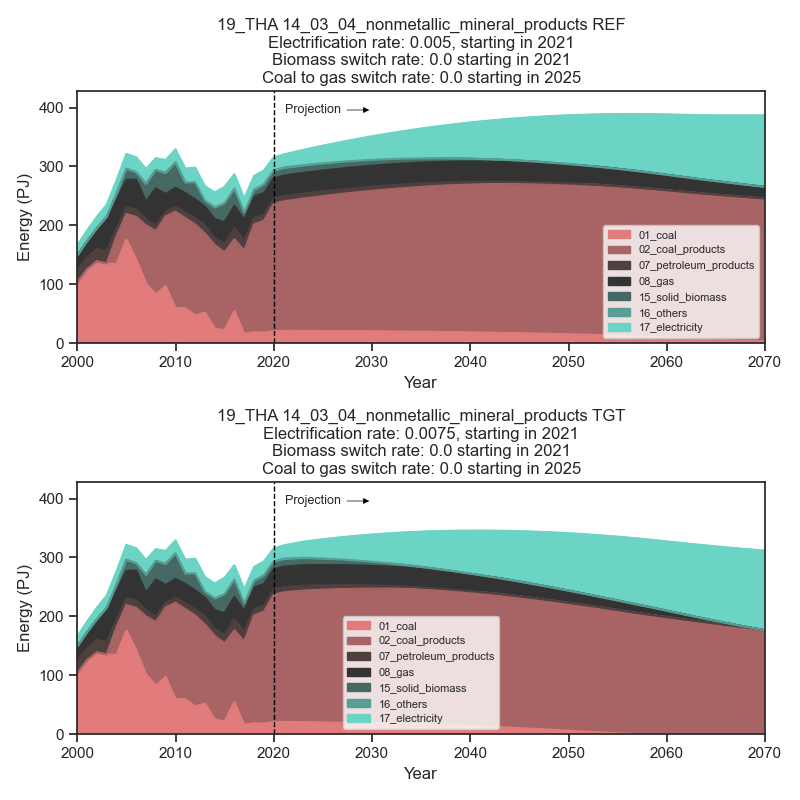 19_THA 14_03_04_nonmetallic_mineral_products REF
Electrification rate: 0.005, starting in 2021
Biomass switch rate: 0.0 starting in 2021
Coal to gas switch rate: 0.0 starting in 2025
400
300
200
100
0
Energy (PJ)
Projection
01_coal
02_coal_products
07_petroleum_products
08_gas
15_solid_biomass
16_others
17_electricity
2000 2010 2020 2030 2040 2050 2060 2070
Year
19_THA 14_03_04_nonmetallic_mineral_products TGT
Electrification rate: 0.0075, starting in 2021
Biomass switch rate: 0.0 starting in 2021
Coal to gas switch rate: 0.0 starting in 2025
400
300
200
100
0
Energy (PJ)
Projection
01_coal
02_coal_products
07_petroleum_products
08_gas
15_solid_biomass
16_others
17_electricity
2000 2010 2020 2030 2040 2050 2060 2070
Year